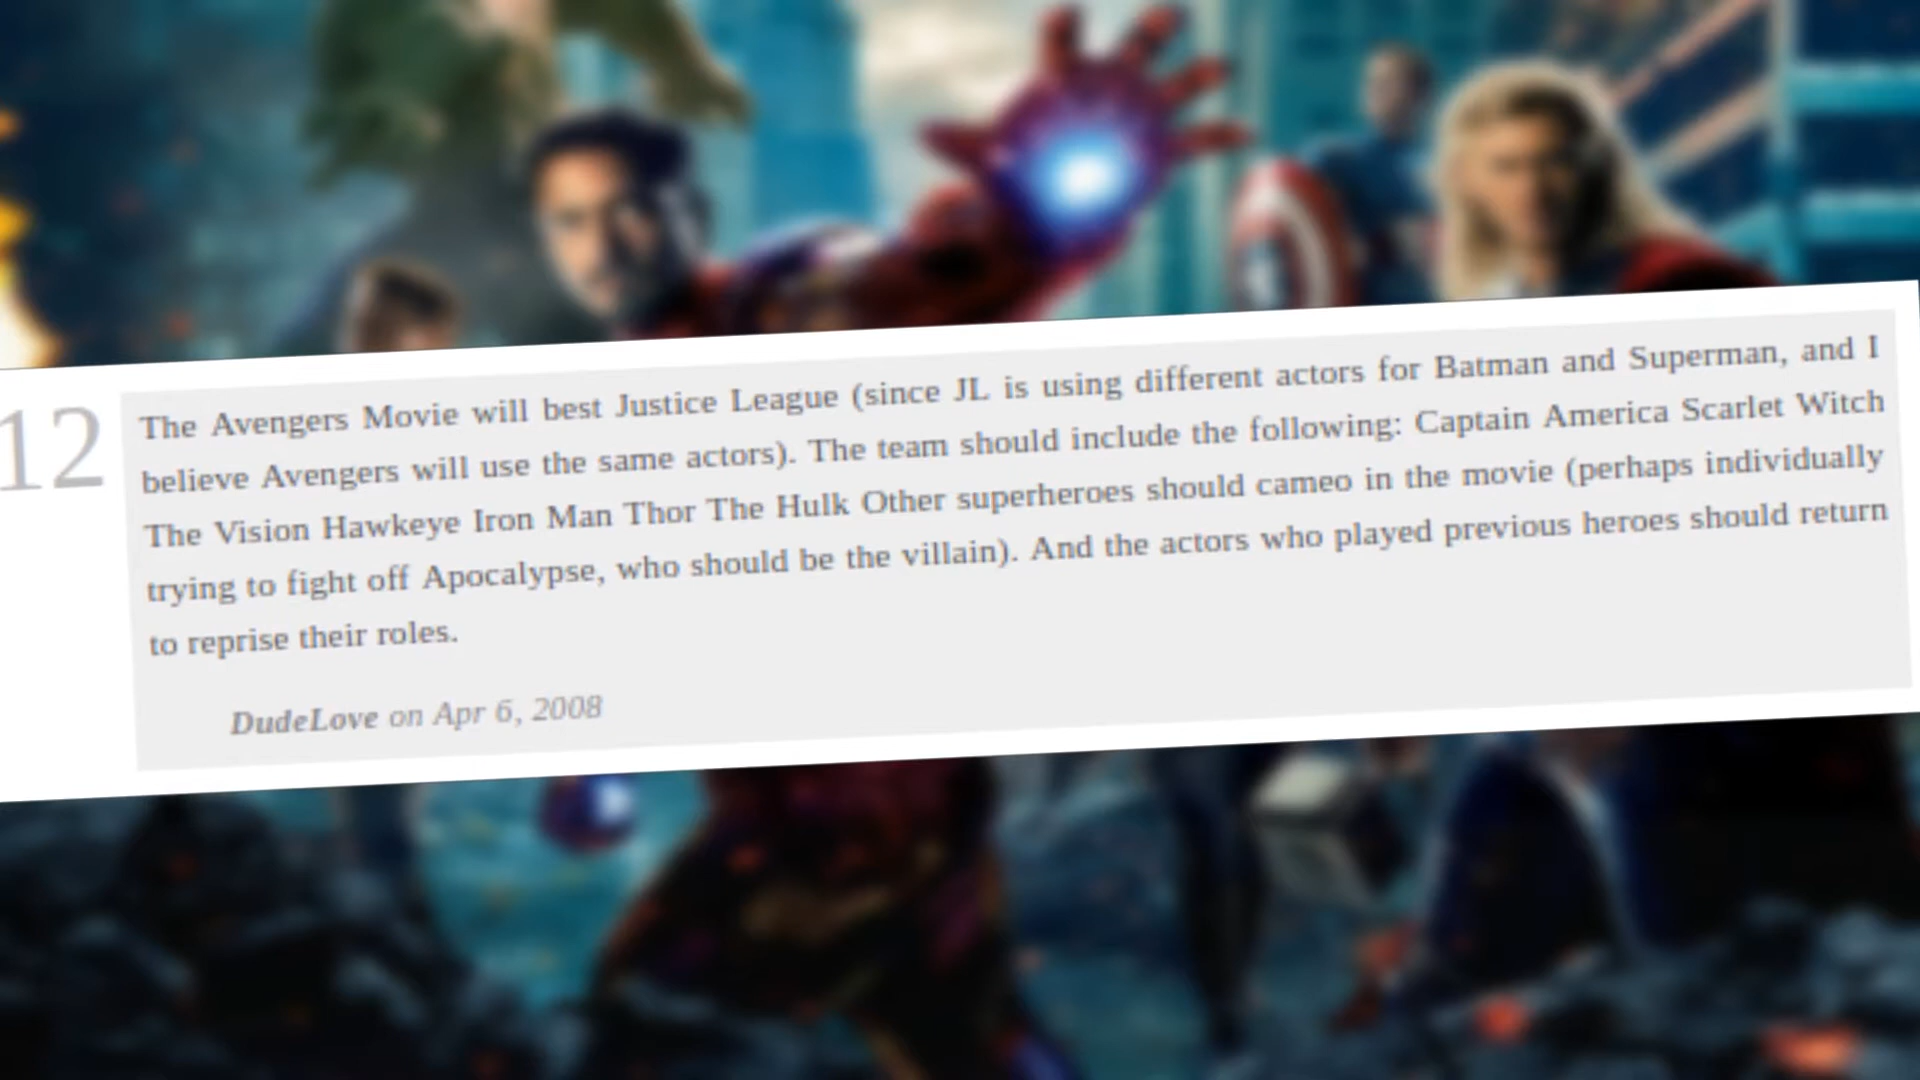 12
The Avengers Movie will best Justice League (since JL is using different actors for Batman and Superman, and I
believe Avengers will use the same actors). The team should include the following: Captain America Scarlet Witch
The Vision Hawkeye Iron Man Thor The Hulk Other superheroes should cameo in the movie (perhaps individually
trying to fight off Apocalypse, who should be the villain). And the actors who played previous heroes should return
to reprise their roles.
DudeLove on Apr 6, 2008